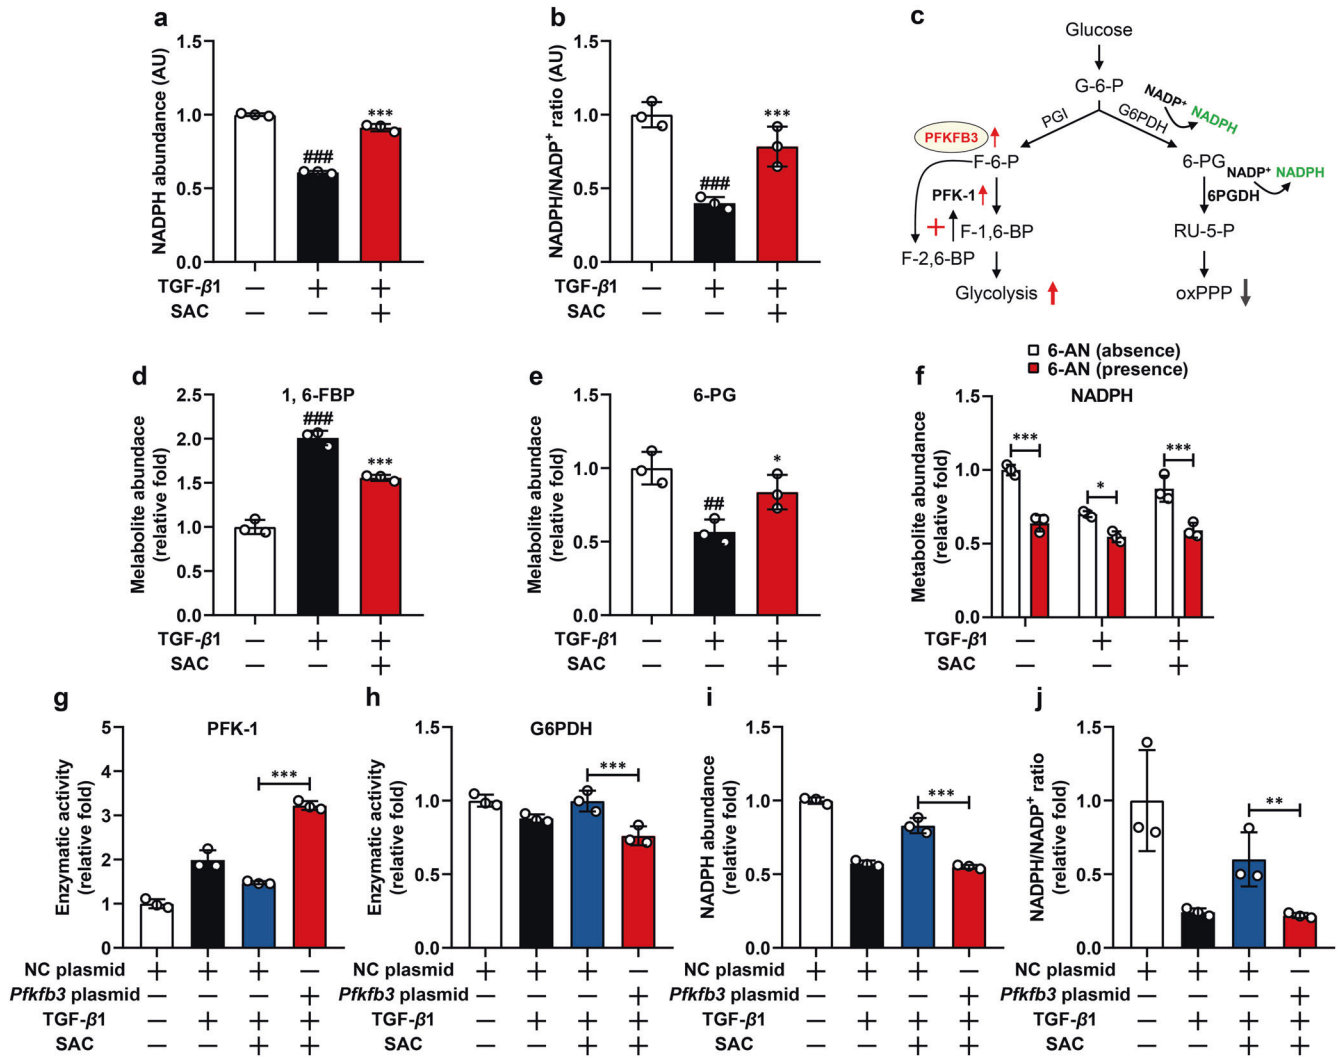 a
NADPH abundance (AU)
1.5
1.0
0.5
0.0
###
***
TGF-β1 — + +
SAC — — +
b
NADPH/NADP⁺ ratio (AU)
1.5
1.0
0.5
0.0
###
***
TGF-β1 — + +
SAC — — +
c
Glucose
G-6-P
PGI
G6PDH
NADP⁺ NADPH
PFKFB3
F-6-P
6-PG
NADP⁺ NADPH
PFK-1
6PGDH
+
F-1,6-BP
RU-5-P
F-2,6-BP
Glycolysis
oxPPP
d
1, 6-FBP
Melabolite abundace
(relative fold)
2.5
2.0
1.5
1.0
0.5
0.0
###
***
TGF-β1 — + +
SAC — — +
e
6-PG
Melabolite abundace
(relative fold)
1.5
1.0
0.5
0.0
##
*
TGF-β1 — + +
SAC — — +
6-AN (absence)
6-AN (presence)
f
NADPH
Metabolite abundance
(relative fold)
1.5
1.0
0.5
0.0
***
*
***
TGF-β1 — + +
SAC — — +
g
PFK-1
Enzymatic activity
(relative fold)
5
4
3
2
1
0
***
NC plasmid + + + —
Pfkfb3 plasmid — — — +
TGF-β1 — + + +
SAC — — + +
h
G6PDH
Enzymatic activity
(relative fold)
1.5
1.0
0.5
0.0
***
NC plasmid + + + —
Pfkfb3 plasmid — — — +
TGF-β1 — + + +
SAC — — + +
i
NADPH abundance
(relative fold)
1.5
1.0
0.5
0.0
***
NC plasmid + + + —
Pfkfb3 plasmid — — — +
TGF-β1 — + + +
SAC — — + +
j
NADPH/NADP⁺ ratio
(relative fold)
1.5
1.0
0.5
0.0
**
NC plasmid + + + —
Pfkfb3 plasmid — — — +
TGF-β1 — + + +
SAC — — + +